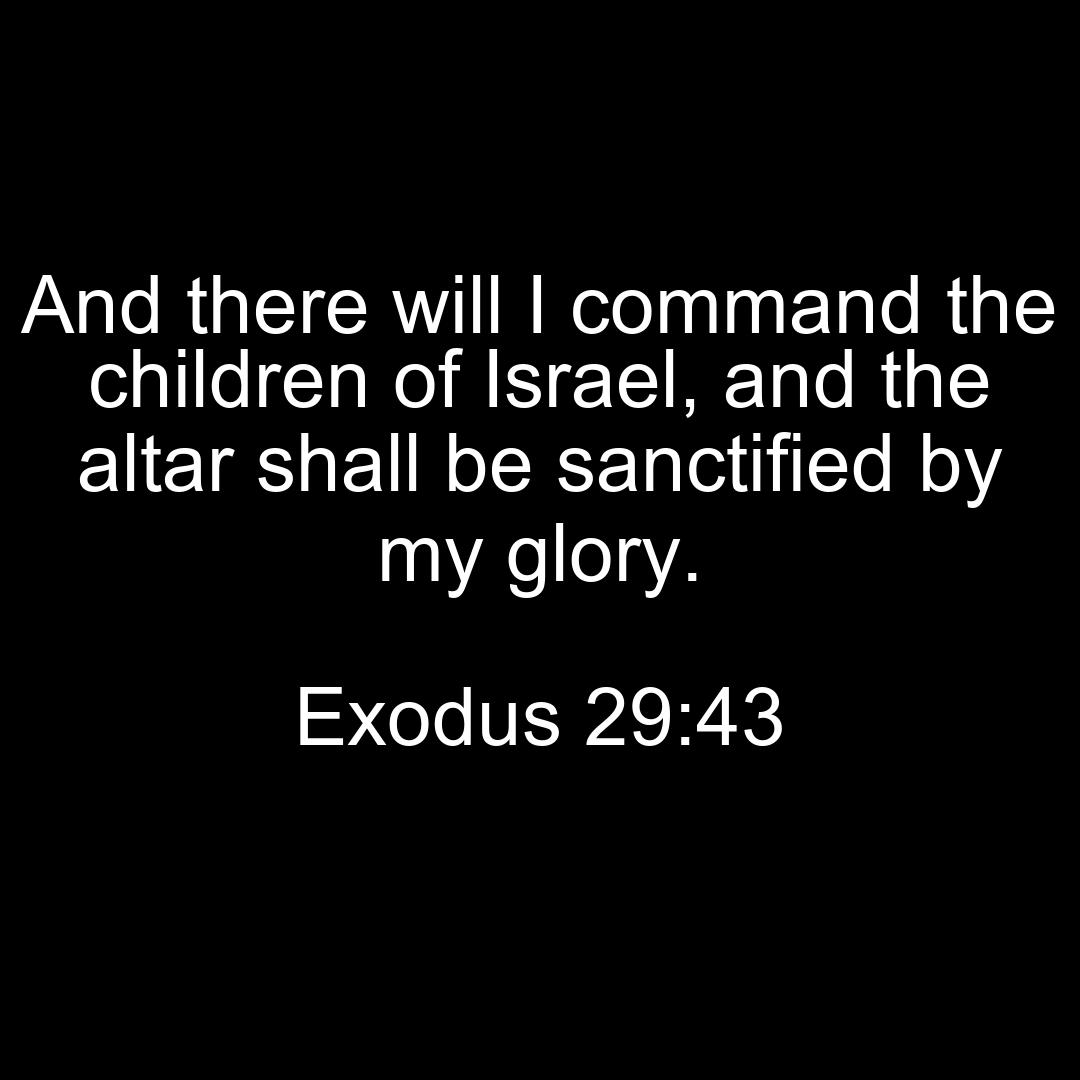 And there will I command the
children of Israel, and the
altar shall be sanctified by
my glory.
Exodus 29:43